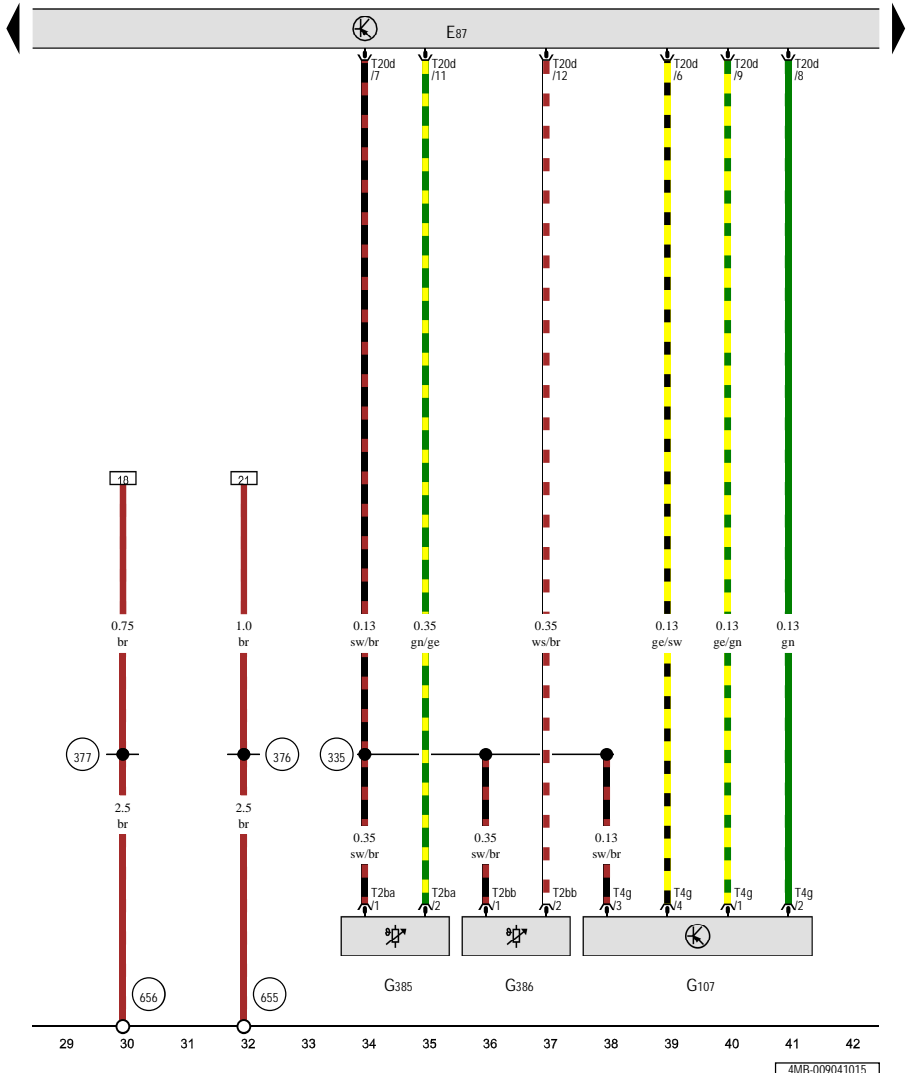 E87
T20d
/7
T20d
/11
T20d
/12
T20d
/6
T20d
/9
T20d
/8
18
21
0.75
br
1.0
br
0.13
sw/br
0.35
gn/ge
0.35
ws/br
0.13
ge/sw
0.13
ge/gn
0.13
gn
377
376
335
2.5
br
2.5
br
0.35
sw/br
0.35
sw/br
0.13
sw/br
T2ba
/1
T2ba
/2
T2bb
/1
T2bb
/2
T4g
/3
T4g
/4
T4g
/1
T4g
/2
G385
G386
G107
656
655
29 30 31 32 33 34 35 36 37 38 39 40 41 42
4MB-009041015